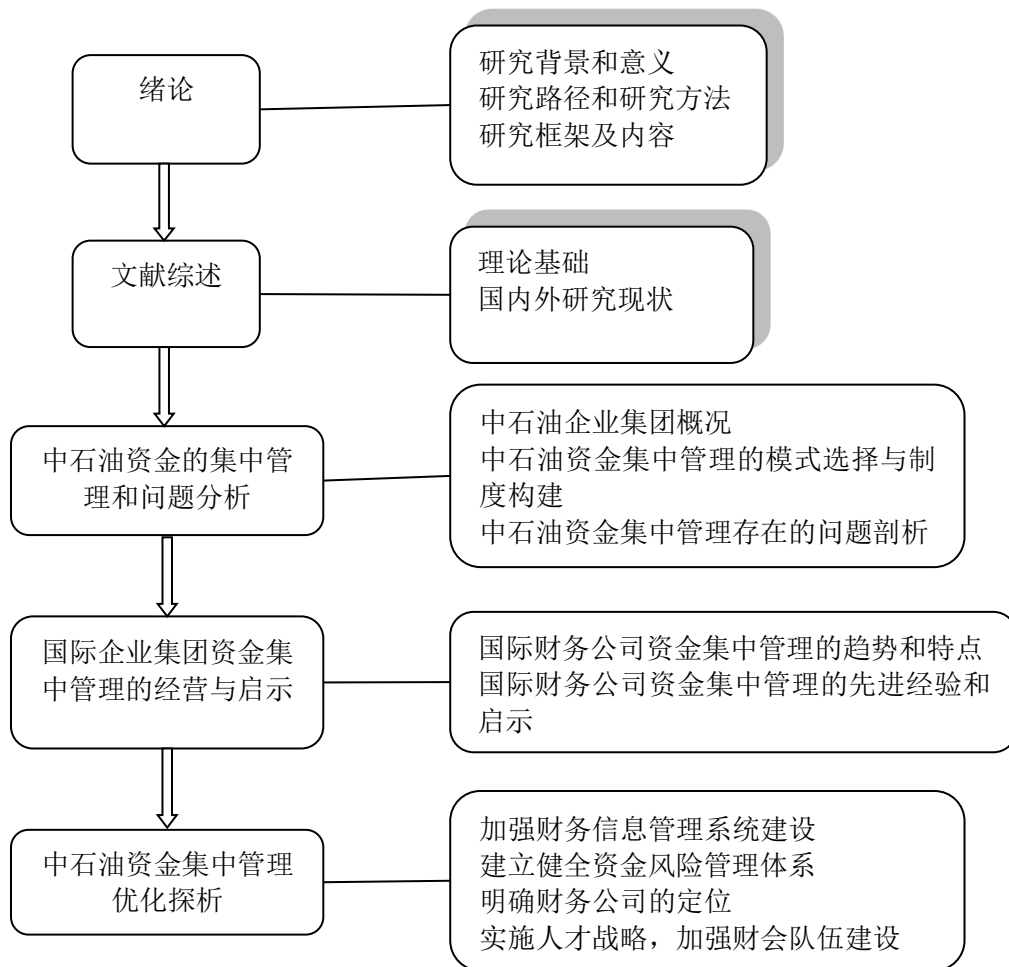 绪论
研究背景和意义
研究路径和研究方法
研究框架及内容
文献综述
理论基础
国内外研究现状
中石油资金的集中管
理和问题分析
中石油企业集团概况
中石油资金集中管理的模式选择与制
度构建
中石油资金集中管理存在的问题剖析
国际企业集团资金集
中管理的经营与启示
国际财务公司资金集中管理的趋势和特点
国际财务公司资金集中管理的先进经验和
启示
中石油资金集中管理
优化探析
加强财务信息管理系统建设
建立健全资金风险管理体系
明确财务公司的定位
实施人才战略，加强财会队伍建设